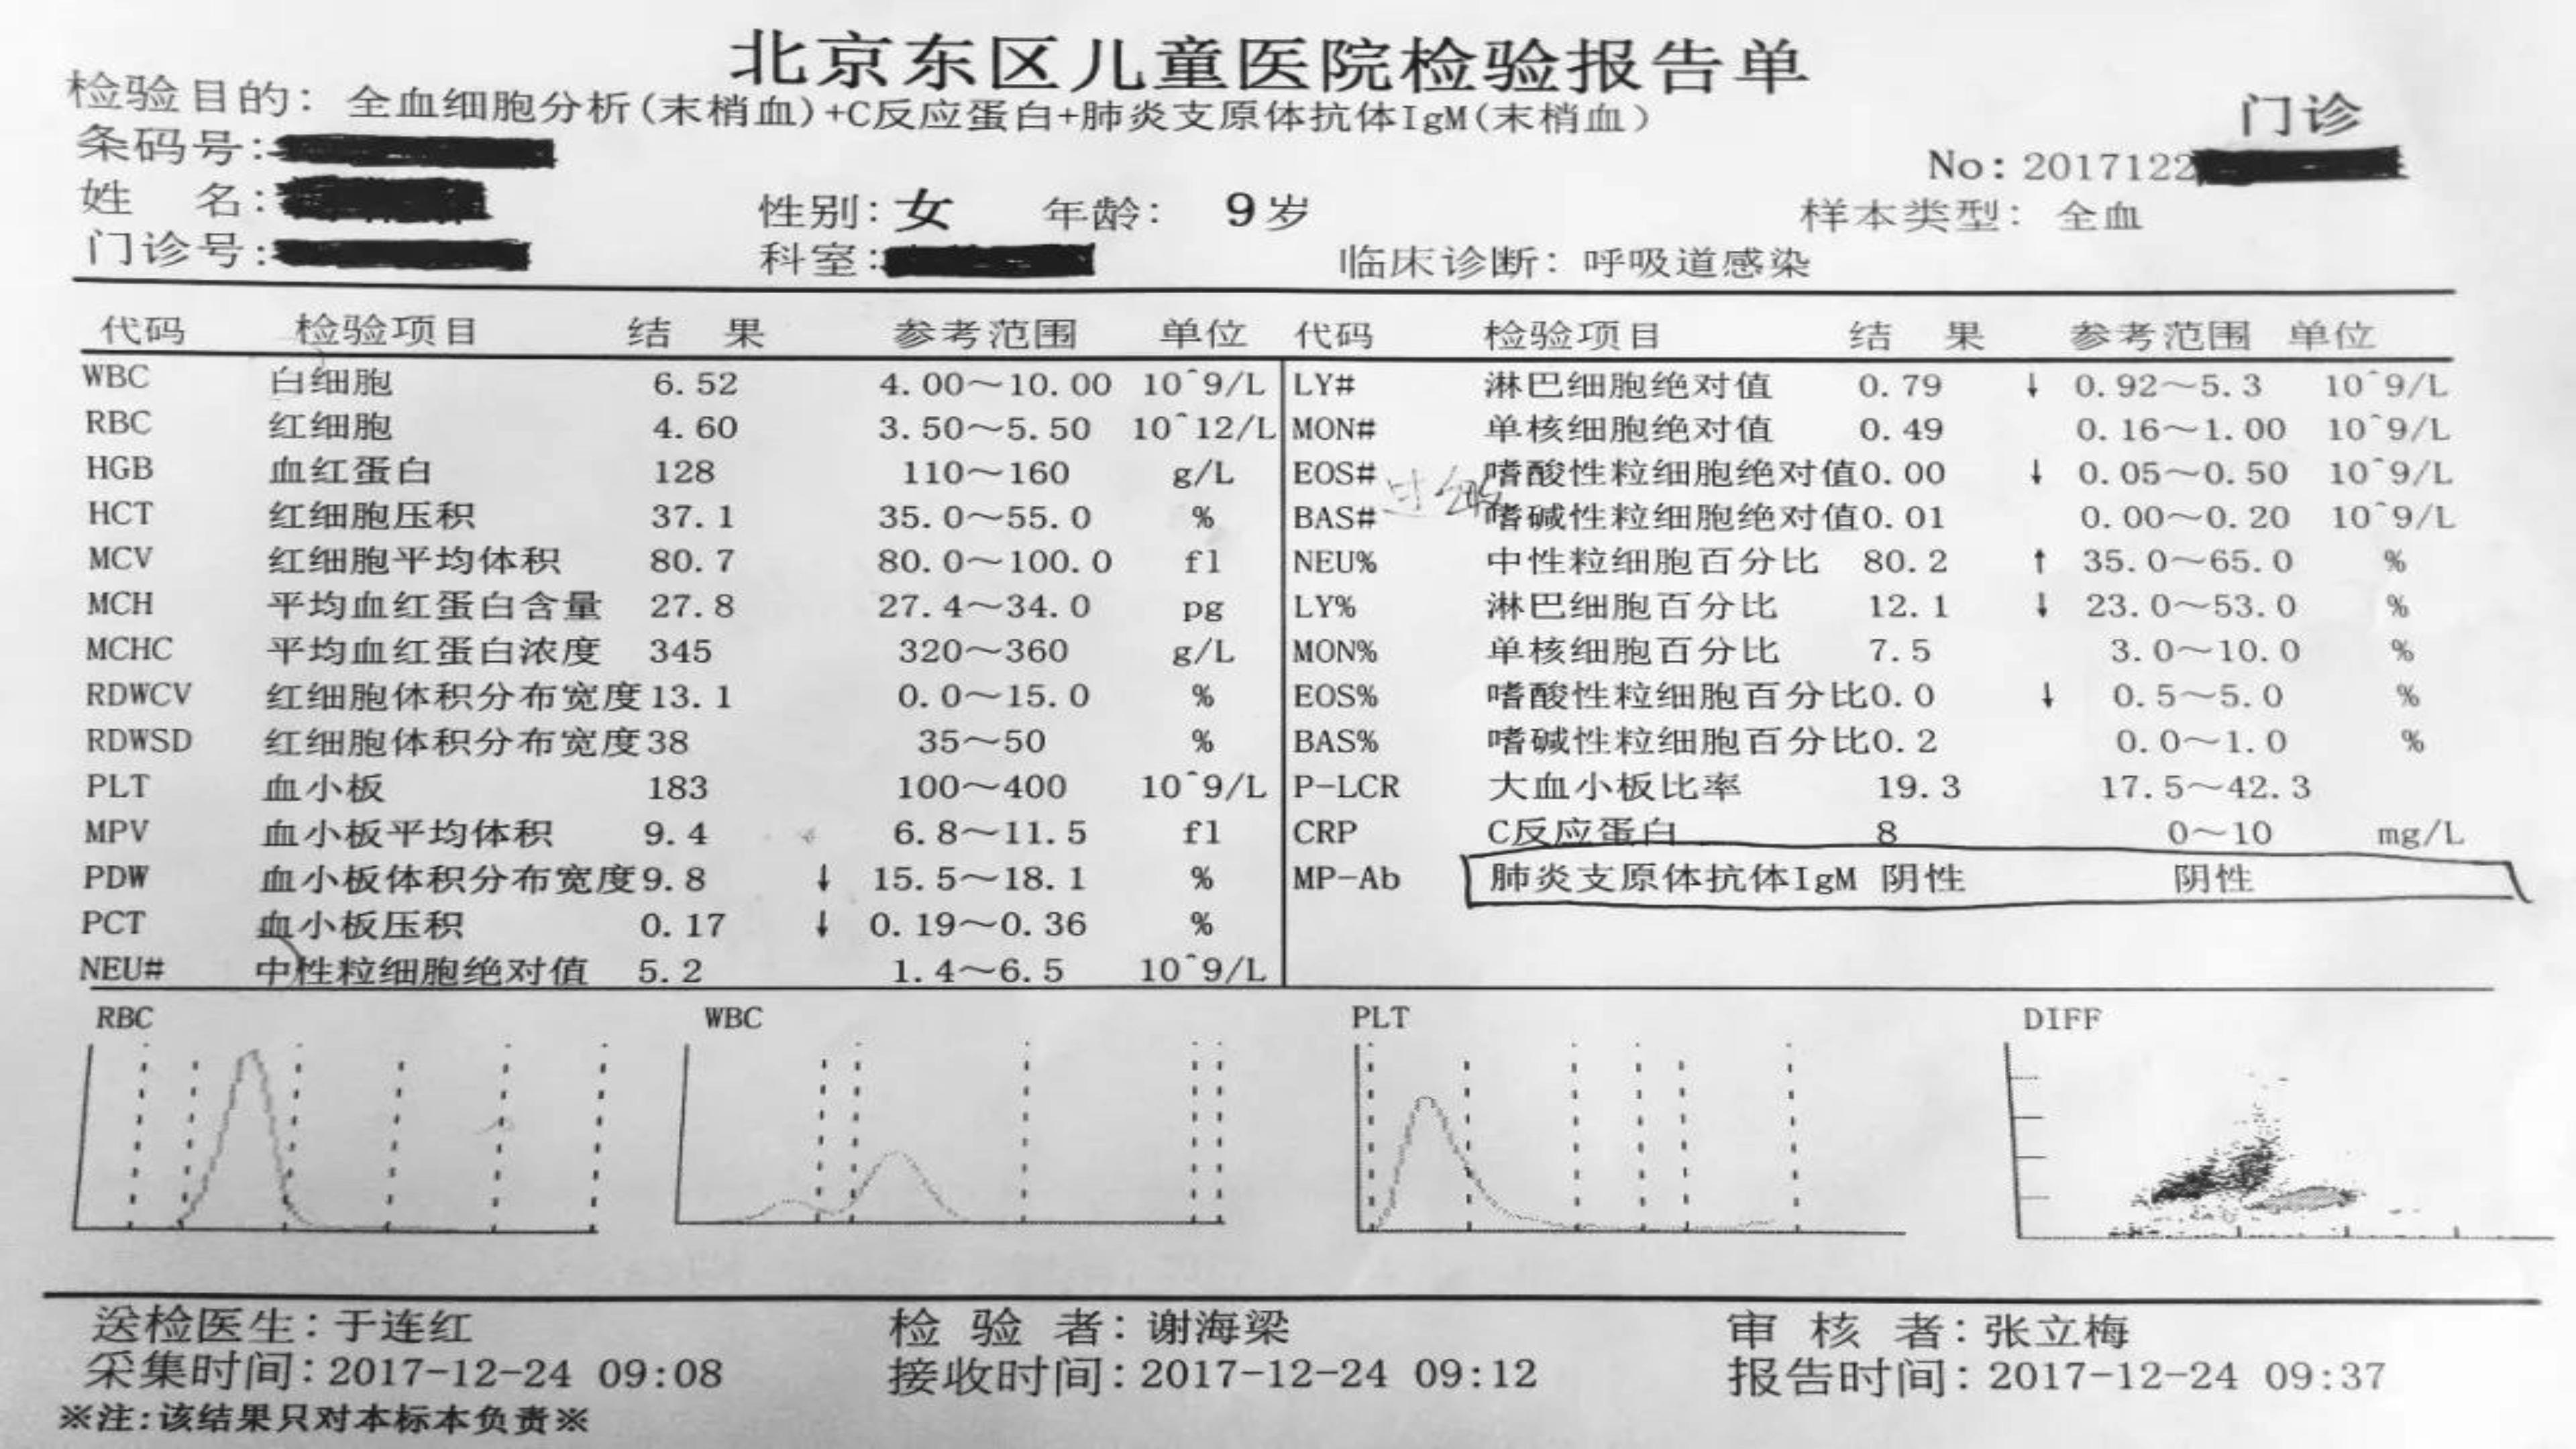 北京东区儿童医院检验报告单
检验目的: 全血细胞分析(末梢血)+C反应蛋白+肺炎支原体抗体IgM(末梢血)
门诊
条码号:
No: 2017122
姓 名: 性别: 女 年龄: 9岁 样本类型: 全血
门诊号: 科室: 临床诊断: 呼吸道感染
代码 检验项目 结 果 参考范围 单位 代码 检验项目 结 果 参考范围 单位
WBC 白细胞 6.52 4.00~10.00 10^9/L LY# 淋巴细胞绝对值 0.79 ↓ 0.92~5.3 10^9/L
RBC 红细胞 4.60 3.50~5.50 10^12/L MON# 单核细胞绝对值 0.49 0.16~1.00 10^9/L
HGB 血红蛋白 128 110~160 g/L EOS# 嗜酸性粒细胞绝对值0.00 ↓ 0.05~0.50 10^9/L
HCT 红细胞压积 37.1 35.0~55.0 % BAS# 嗜碱性粒细胞绝对值0.01 0.00~0.20 10^9/L
MCV 红细胞平均体积 80.7 80.0~100.0 fl NEU% 中性粒细胞百分比 80.2 ↑ 35.0~65.0 %
MCH 平均血红蛋白含量 27.8 27.4~34.0 pg LY% 淋巴细胞百分比 12.1 ↓ 23.0~53.0 %
MCHC 平均血红蛋白浓度 345 320~360 g/L MON% 单核细胞百分比 7.5 3.0~10.0 %
RDWCV 红细胞体积分布宽度13.1 0.0~15.0 % EOS% 嗜酸性粒细胞百分比0.0 ↓ 0.5~5.0 %
RDWSD 红细胞体积分布宽度38 35~50 % BAS% 嗜碱性粒细胞百分比0.2 0.0~1.0 %
PLT 血小板 183 100~400 10^9/L P-LCR 大血小板比率 19.3 17.5~42.3
MPV 血小板平均体积 9.4 6.8~11.5 fl CRP C反应蛋白 8 0~10 mg/L
PDW 血小板体积分布宽度9.8 ↓ 15.5~18.1 % MP-Ab 肺炎支原体抗体IgM 阴性 阴性
PCT 血小板压积 0.17 ↓ 0.19~0.36 %
NEU# 中性粒细胞绝对值 5.2 1.4~6.5 10^9/L
RBC WBC PLT DIFF
送检医生: 于连红 检 验 者: 谢海梁 审 核 者: 张立梅
采集时间: 2017-12-24 09:08 接收时间: 2017-12-24 09:12 报告时间: 2017-12-24 09:37
※注:该结果只对本标本负责※